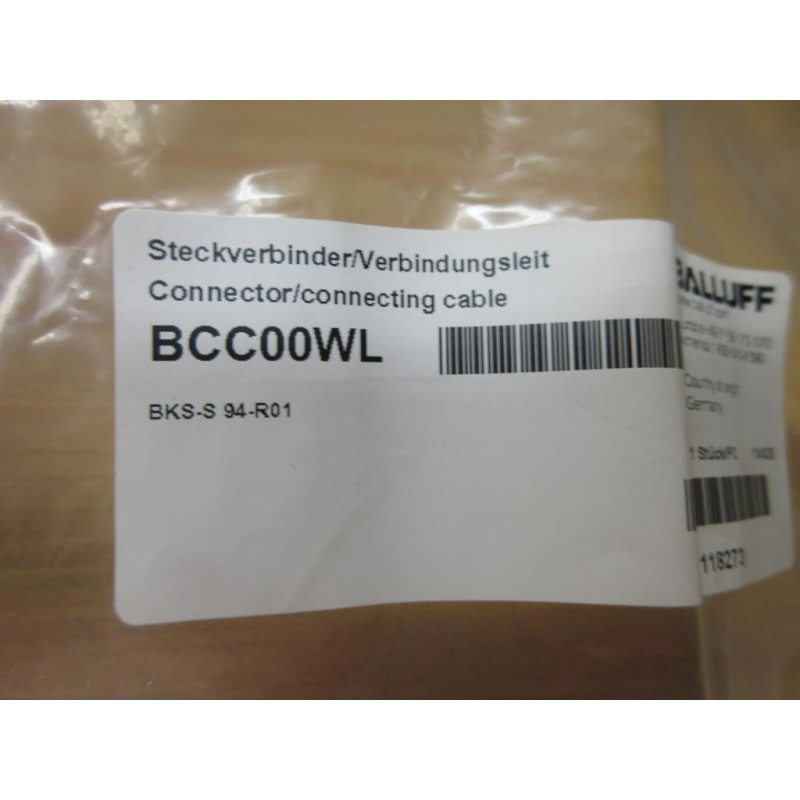 Steckverbinder/Verbindungsleit
Connector/connecting cable
BCC00WL
BKS-S 94-R01
BALLUFF
Country of origin
Germany
1 Stück/PC
118273